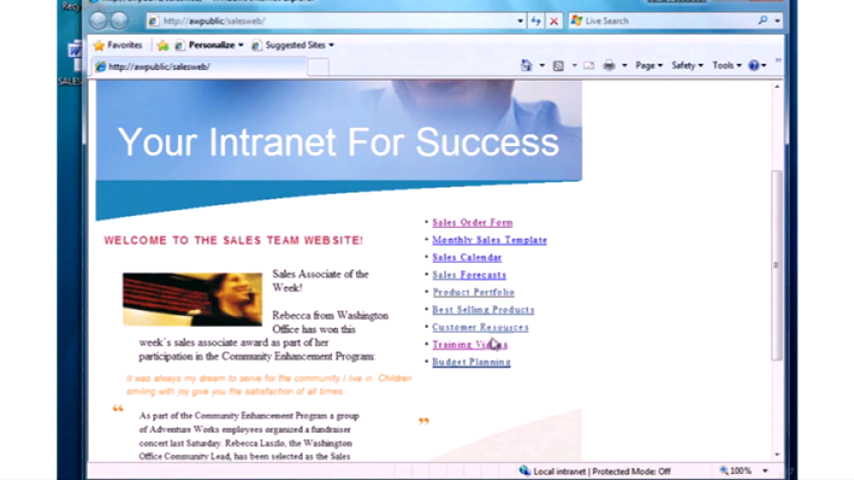 http://awpublic/salesweb/
Live Search
Favorites
Personalize
Suggested Sites
http://awpublic/salesweb/
Page
Safety
Tools
Your Intranet For Success
WELCOME TO THE SALES TEAM WEBSITE!
Sales Associate of the
Week!
Rebecca from Washington
Office has won this
week's sales associate award as part of her
participation in the Community Enhancement Program:
It was always my dream to serve for the community I live in. Children
smiling with joy give you the satisfaction of all times.
“
”
As part of the Community Enhancement Program a group
of Adventure Works employees organized a fundraiser
concert last Saturday. Rebecca Laszlo, the Washington
Office Community Lead, has been selected as the Sales
• Sales Order Form
• Monthly Sales Template
• Sales Calendar
• Sales Forecasts
• Product Portfolio
• Best Selling Products
• Customer Resources
• Training
• Budget Planning
Local intranet | Protected Mode: Off
100%